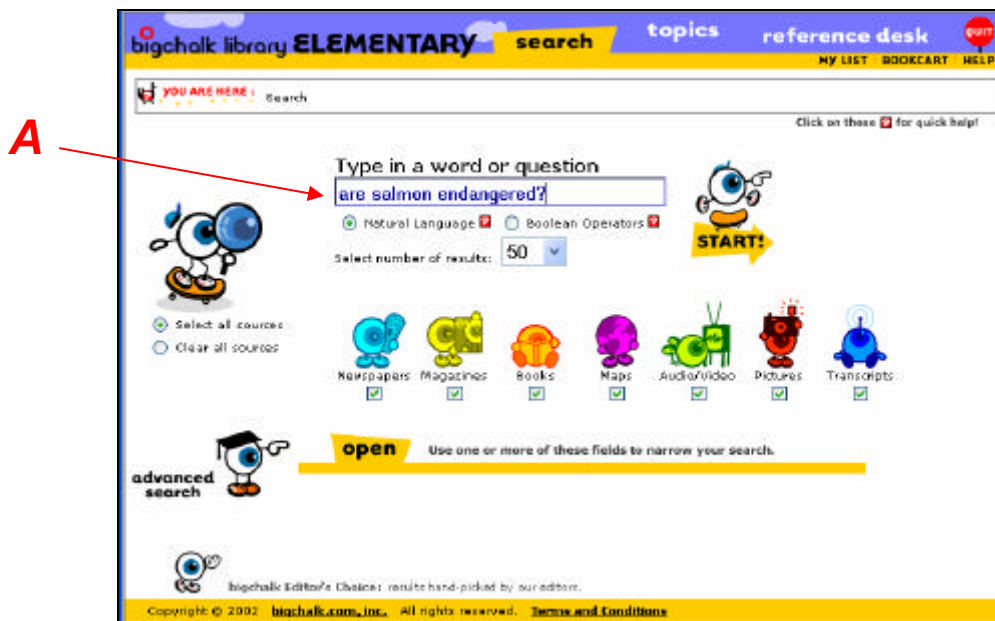 bigchalk library ELEMENTARY search topics reference desk QUIT
MY LIST BOOKCART HELP
YOU ARE HERE: Search
Click on these ? for quick help!
A
Type in a word or question
are salmon endangered?
Natural Language ? Boolean Operators ?
START!
Select number of results: 50
Select all sources
Clear all sources
Newspapers Magazines Books Maps Audio/Video Pictures Transcripts
open Use one or more of these fields to narrow your search.
advanced
search
bigchalk Editor's Choice: results hand-picked by our editors.
Copyright © 2002 bigchalk.com, inc. All rights reserved. Terms and Conditions